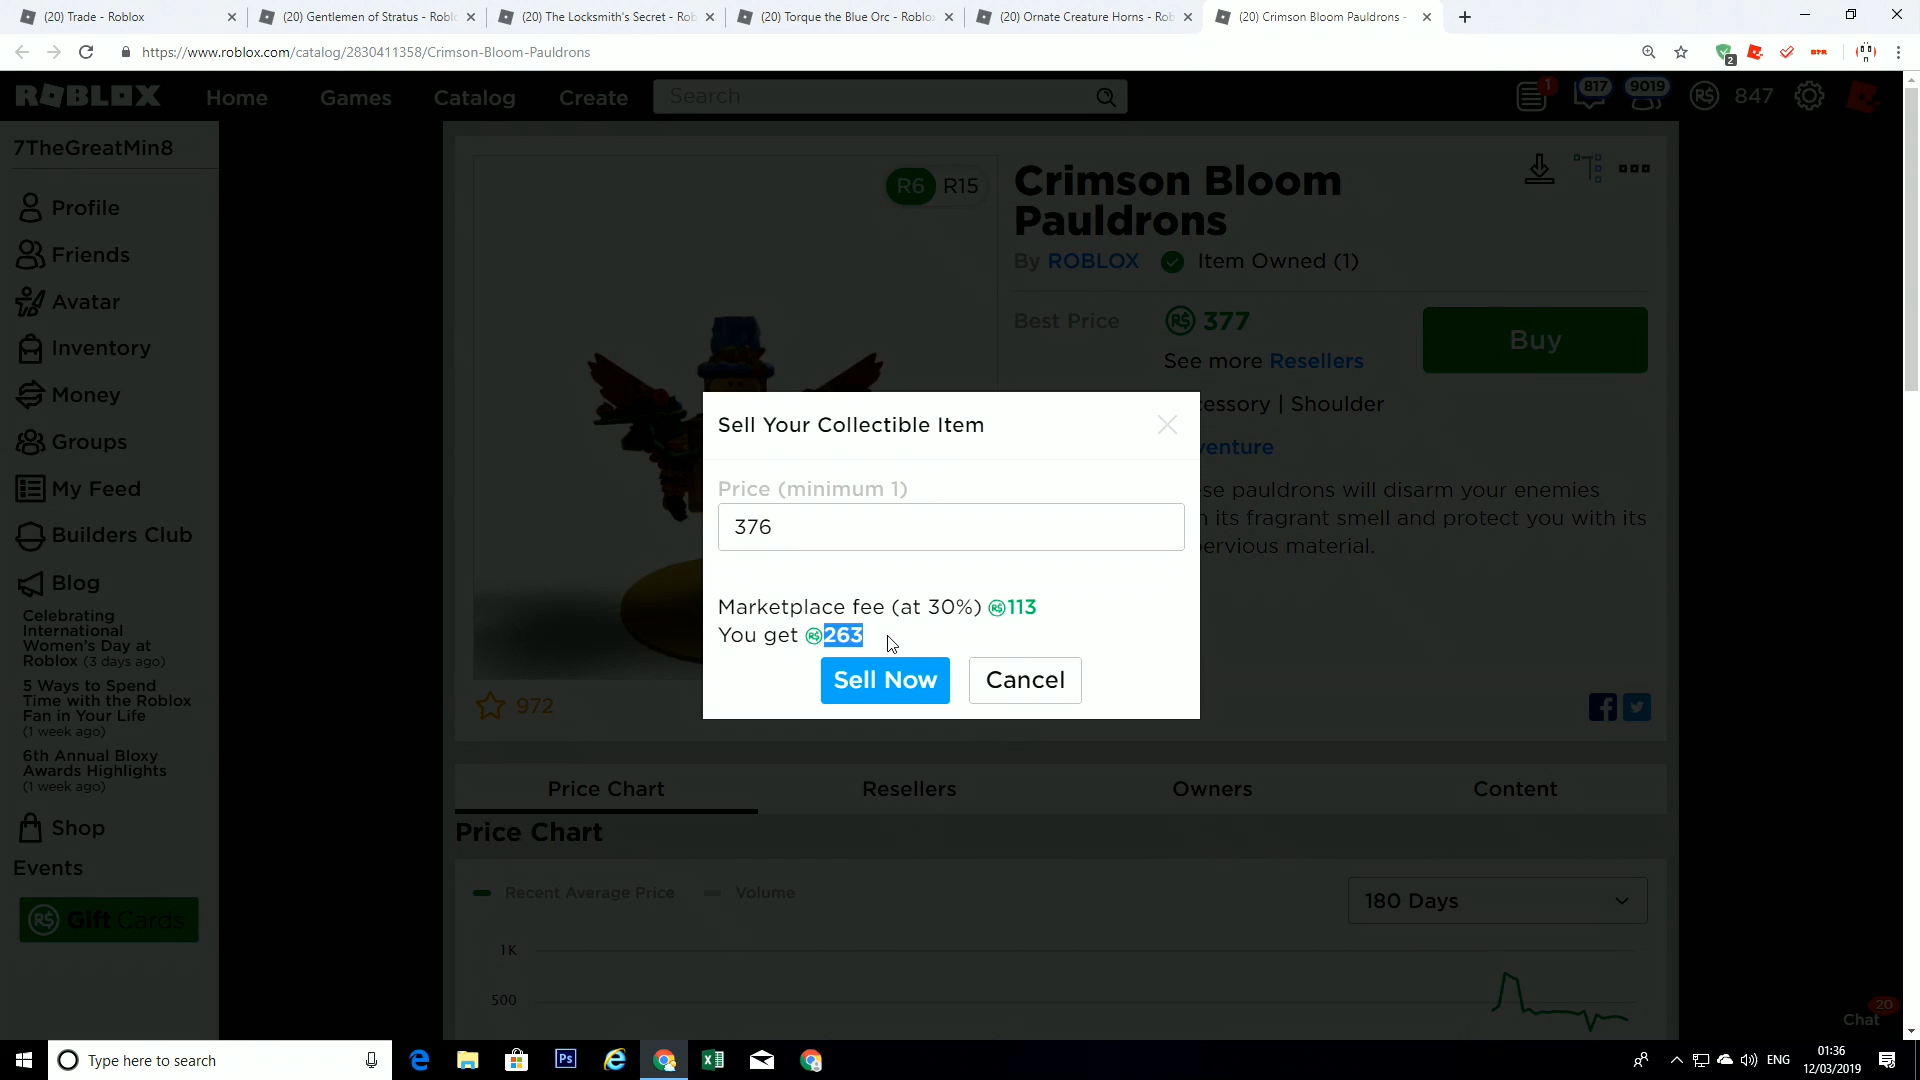 (20) Trade - Roblox
(20) Gentlemen of Stratus - Roblo
(20) The Locksmith's Secret - Rob
(20) Torque the Blue Orc - Roblox
(20) Ornate Creature Horns - Rob
(20) Crimson Bloom Pauldrons -
https://www.roblox.com/catalog/2830411358/Crimson-Bloom-Pauldrons
2
ROBLOX
Home
Games
Catalog
Create
Search
1
817
9019
R$ 847
7TheGreatMin8
Profile
Friends
Avatar
Inventory
Money
Groups
My Feed
Builders Club
Blog
Celebrating
International
Women's Day at
Roblox (3 days ago)
5 Ways to Spend
Time with the Roblox
Fan in Your Life
(1 week ago)
6th Annual Bloxy
Awards Highlights
(1 week ago)
Shop
Events
R$ Gift Cards
R6 R15
Crimson Bloom
Pauldrons
By ROBLOX Item Owned (1)
Best Price R$ 377
Buy
See more Resellers
cessory | Shoulder
venture
se pauldrons will disarm your enemies
its fragrant smell and protect you with its
pervious material.
972
Sell Your Collectible Item
Price (minimum 1)
376
Marketplace fee (at 30%) R$113
You get R$263
Sell Now
Cancel
Price Chart
Resellers
Owners
Content
Price Chart
Recent Average Price
Volume
180 Days
1K
500
20
Chat
Type here to search
Ps
ENG
01:36
12/03/2019